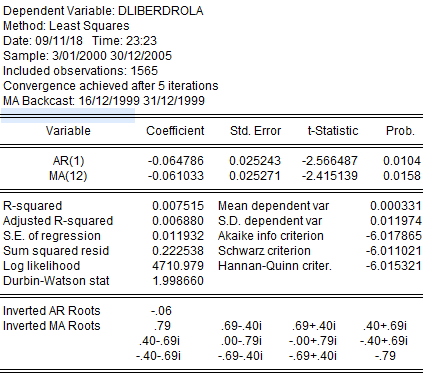 Dependent Variable: DLIBERDROLA
Method: Least Squares
Date: 09/11/18 Time: 23:23
Sample: 3/01/2000 30/12/2005
Included observations: 1565
Convergence achieved after 5 iterations
MA Backcast: 16/12/1999 31/12/1999
Variable Coefficient Std. Error t-Statistic Prob.
AR(1) -0.064786 0.025243 -2.566487 0.0104
MA(12) -0.061033 0.025271 -2.415139 0.0158
R-squared 0.007515 Mean dependent var 0.000331
Adjusted R-squared 0.006880 S.D. dependent var 0.011974
S.E. of regression 0.011932 Akaike info criterion -6.017865
Sum squared resid 0.222538 Schwarz criterion -6.011021
Log likelihood 4710.979 Hannan-Quinn criter. -6.015321
Durbin-Watson stat 1.998660
Inverted AR Roots -.06
Inverted MA Roots .79 .69-.40i .69+.40i .40+.69i
.40-.69i .00-.79i -.00+.79i -.40+.69i
-.40-.69i -.69-.40i -.69+.40i -.79